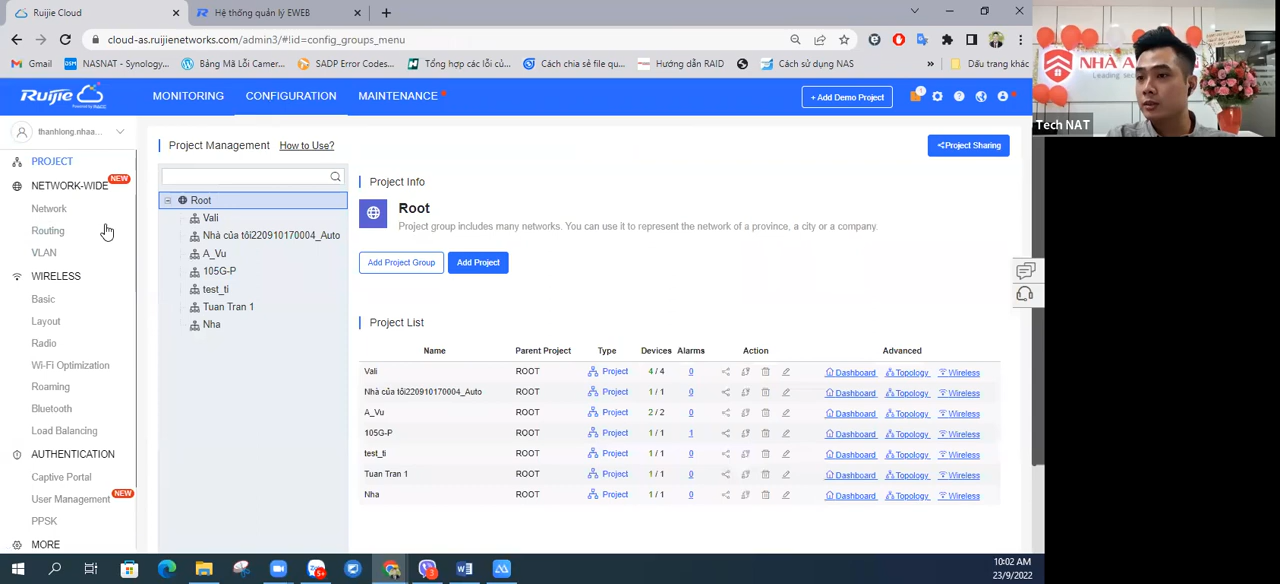 Ruijie Cloud
Hệ thống quản lý EWEB
cloud-as.ruijienetworks.com/admin3/#lid=config_groups_menu
Gmail
NASNAT - Synology...
Bảng Mã Lỗi Camer...
SADP Error Codes...
Tổng hợp các lỗi củ...
Cách chia sẻ file qu...
Hướng dẫn RAID
Cách sử dụng NAS
»
Dấu trang khác
Ruijie
MONITORING
CONFIGURATION
MAINTENANCE
+ Add Demo Project
1
thanhlong.nhaa...
PROJECT
NETWORK-WIDE
NEW
Network
Routing
VLAN
WIRELESS
Basic
Layout
Radio
Wi-Fi Optimization
Roaming
Bluetooth
Load Balancing
AUTHENTICATION
Captive Portal
User Management
NEW
PPSK
MORE
Project Management
How to Use?
Project Sharing
Root
Vali
Nhà của tôi220910170004_Auto
A_Vu
105G-P
test_ti
Tuan Tran 1
Nha
Project Info
Root
Project group includes many networks. You can use it to represent the network of a province, a city or a company.
Add Project Group
Add Project
Project List
Name Parent Project Type Devices Alarms Action Advanced
Vali ROOT Project 4 / 4 0 Dashboard Topology Wireless
Nhà của tôi220910170004_Auto ROOT Project 1 / 1 0 Dashboard Topology Wireless
A_Vu ROOT Project 2 / 2 0 Dashboard Topology Wireless
105G-P ROOT Project 1 / 1 1 Dashboard Topology Wireless
test_ti ROOT Project 1 / 1 0 Dashboard Topology Wireless
Tuan Tran 1 ROOT Project 1 / 1 0 Dashboard Topology Wireless
Nha ROOT Project 1 / 1 0 Dashboard Topology Wireless
10:02 AM
23/9/2022
NHÀ A
Leading
Tech NAT